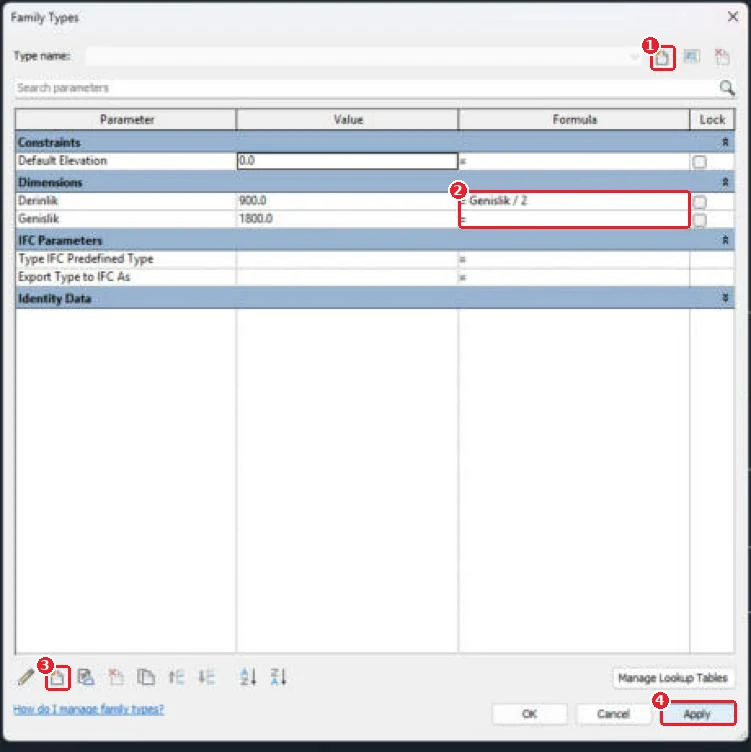 Family Types
1
Type name:
Search parameters
Parameter Value Formula Lock
Constraints
Default Elevation 0.0 =
Dimensions
2
Derinlik 900.0 = Genislik / 2
Genislik 1800.0 =
IFC Parameters
Type IFC Predefined Type =
Export Type to IFC As =
Identity Data
3
Manage Lookup Tables
How do I manage family types?
4
OK Cancel Apply